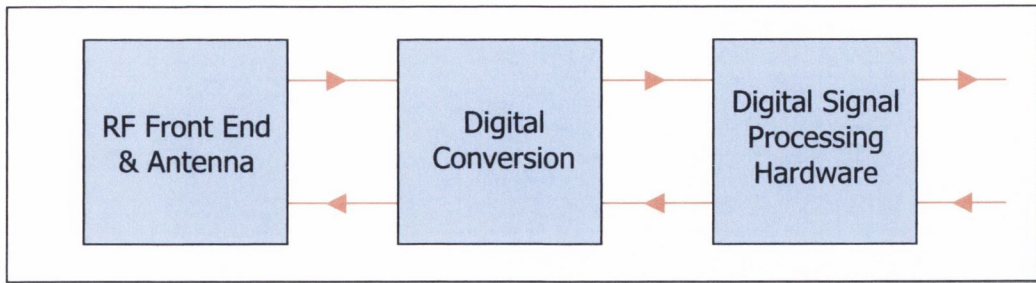 RF Front End
& Antenna
Digital
Conversion
Digital Signal
Processing
Hardware